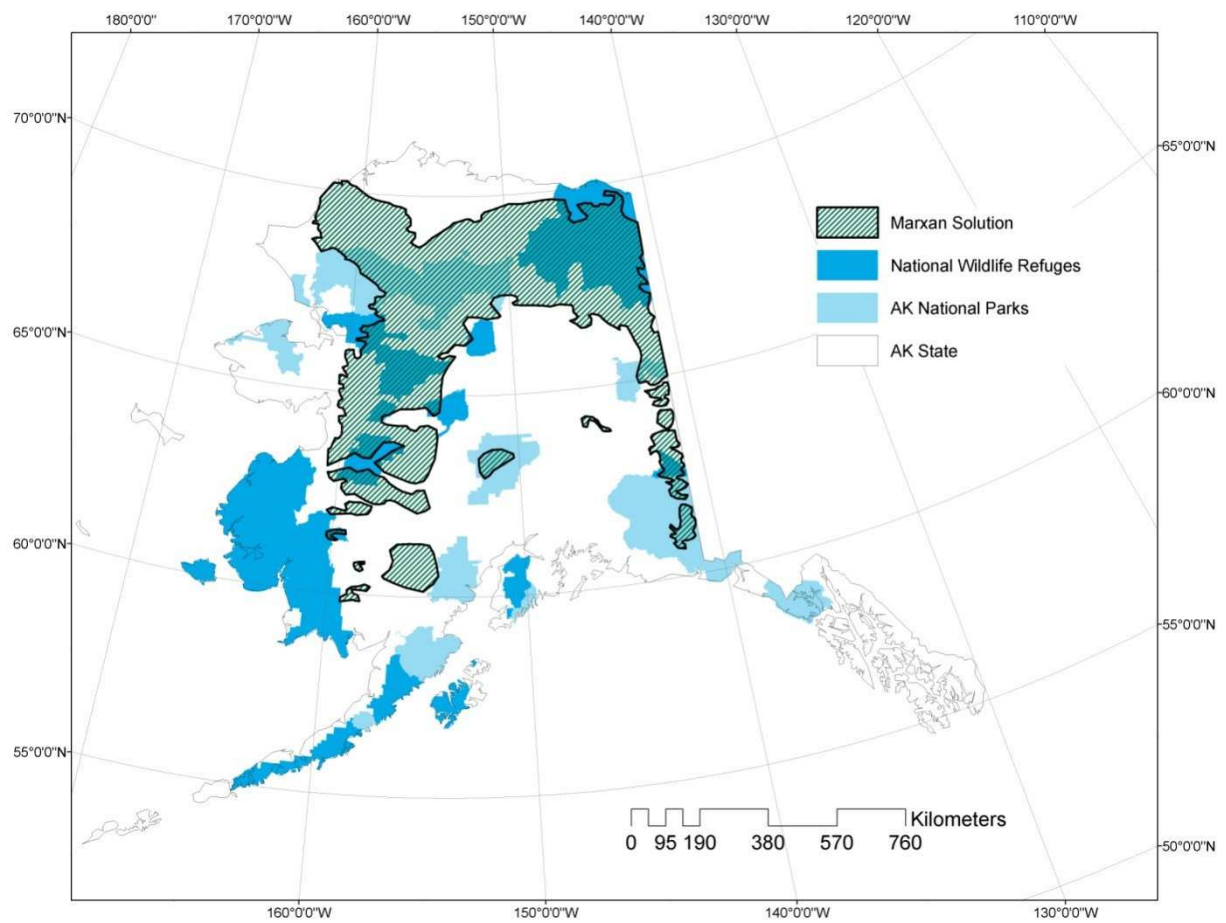 180°0'0"W 170°0'0"W 160°0'0"W 150°0'0"W 140°0'0"W 130°0'0"W 120°0'0"W 110°0'0"W
70°0'0"N
65°0'0"N
65°0'0"N
60°0'0"N
60°0'0"N
55°0'0"N
55°0'0"N
50°0'0"N
Marxan Solution
National Wildlife Refuges
AK National Parks
AK State
Kilometers
0 95 190 380 570 760
160°0'0"W 150°0'0"W 140°0'0"W 130°0'0"W